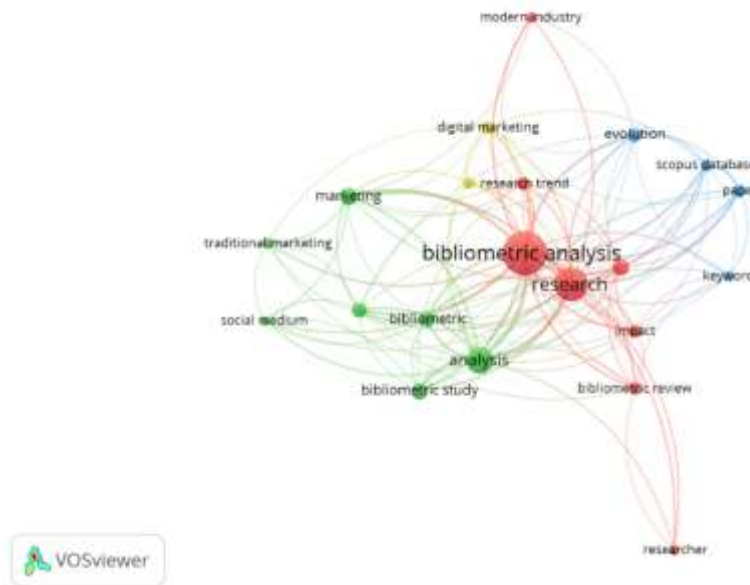 modern industry
digital marketing
evolution
scopus database
research trend
marketing
traditional marketing
bibliometric analysis
research
keyword
social medium
bibliometric
impact
analysis
bibliometric study
bibliometric review
researcher
VOSviewer